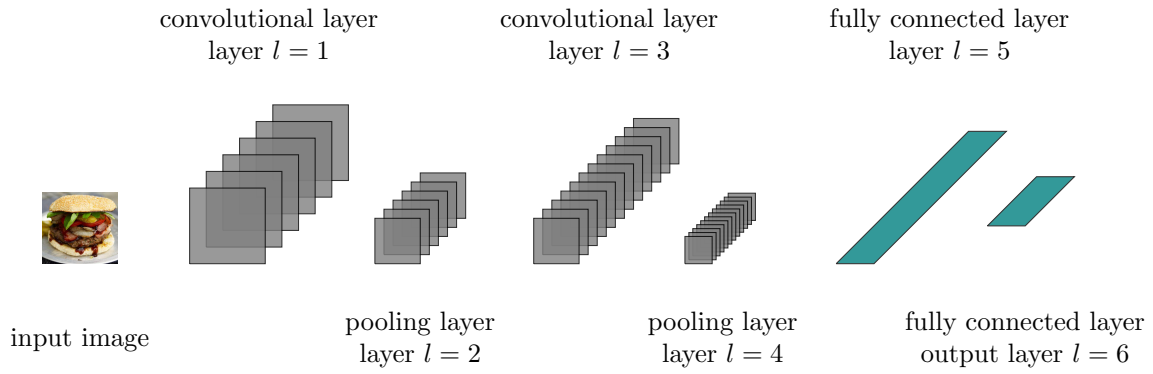 convolutional layer
layer l = 1
convolutional layer
layer l = 3
fully connected layer
layer l = 5
input image
pooling layer
layer l = 2
pooling layer
layer l = 4
fully connected layer
output layer l = 6